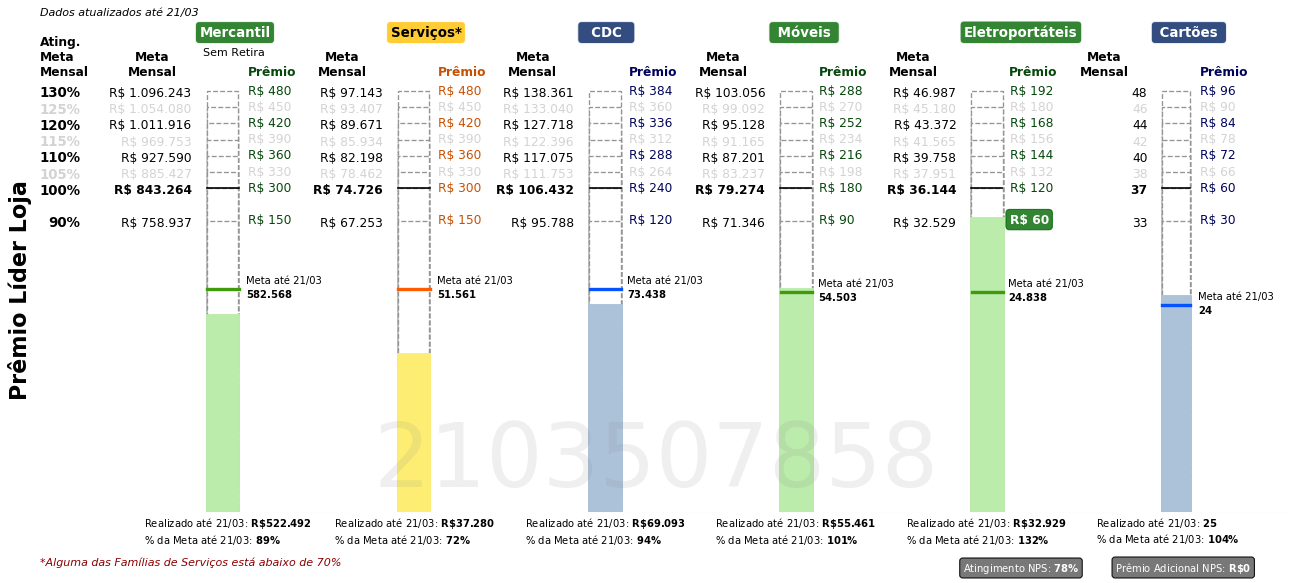 Dados atualizados até 21/03
Mercantil Serviços* CDC Móveis Eletroportáteis Cartões
Sem Retira
Ating. Meta Mensal
Meta Mensal Prêmio Meta Mensal Prêmio Meta Mensal Prêmio Meta Mensal Prêmio Meta Mensal Prêmio Meta Mensal Prêmio
130% R$ 1.096.243 R$ 480 R$ 97.143 R$ 480 R$ 138.361 R$ 384 R$ 103.056 R$ 288 R$ 46.987 R$ 192 48 R$ 96
125% R$ 1.054.080 R$ 450 R$ 93.407 R$ 450 R$ 133.040 R$ 360 R$ 99.092 R$ 270 R$ 45.180 R$ 180 46 R$ 90
120% R$ 1.011.916 R$ 420 R$ 89.671 R$ 420 R$ 127.718 R$ 336 R$ 95.128 R$ 252 R$ 43.372 R$ 168 44 R$ 84
115% R$ 969.753 R$ 390 R$ 85.934 R$ 390 R$ 122.396 R$ 312 R$ 91.165 R$ 234 R$ 41.565 R$ 156 42 R$ 78
110% R$ 927.590 R$ 360 R$ 82.198 R$ 360 R$ 117.075 R$ 288 R$ 87.201 R$ 216 R$ 39.758 R$ 144 40 R$ 72
105% R$ 885.427 R$ 330 R$ 78.462 R$ 330 R$ 111.753 R$ 264 R$ 83.237 R$ 198 R$ 37.951 R$ 132 38 R$ 66
100% R$ 843.264 R$ 300 R$ 74.726 R$ 300 R$ 106.432 R$ 240 R$ 79.274 R$ 180 R$ 36.144 R$ 120 37 R$ 60
90% R$ 758.937 R$ 150 R$ 67.253 R$ 150 R$ 95.788 R$ 120 R$ 71.346 R$ 90 R$ 32.529 R$ 60 33 R$ 30
Prêmio Líder Loja
Meta até 21/03 Meta até 21/03 Meta até 21/03 Meta até 21/03 Meta até 21/03 Meta até 21/03
582.568 51.561 73.438 54.503 24.838 24
2103507858
Realizado até 21/03: R$522.492 Realizado até 21/03: R$37.280 Realizado até 21/03: R$69.093 Realizado até 21/03: R$55.461 Realizado até 21/03: R$32.929 Realizado até 21/03: 25
% da Meta até 21/03: 89% % da Meta até 21/03: 72% % da Meta até 21/03: 94% % da Meta até 21/03: 101% % da Meta até 21/03: 132% % da Meta até 21/03: 104%
*Alguma das Famílias de Serviços está abaixo de 70%
Atingimento NPS: 78% Prêmio Adicional NPS: R$0